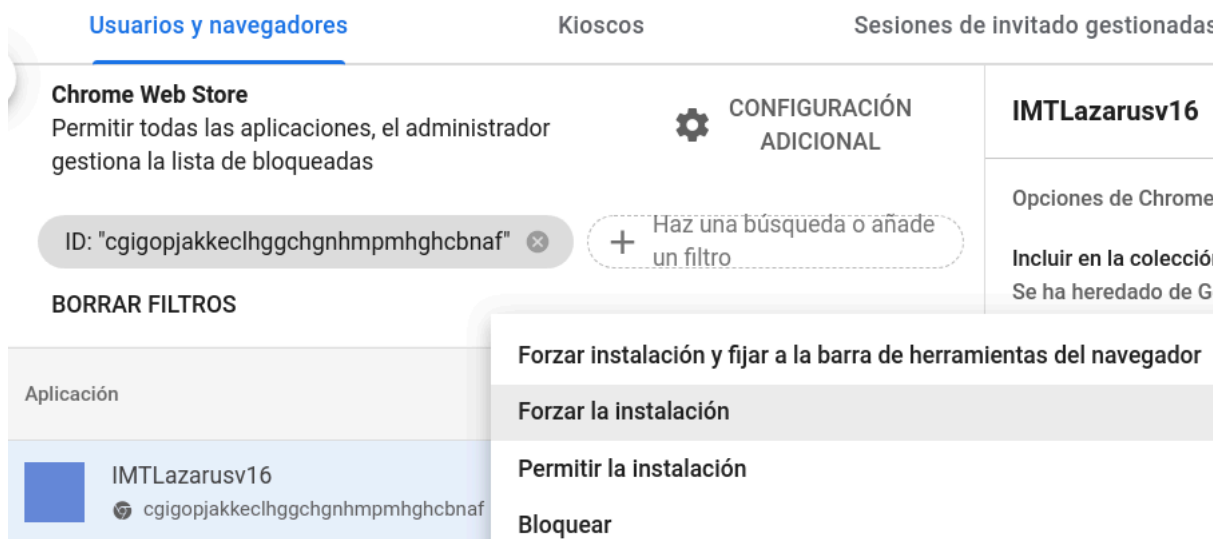 Usuarios y navegadores
Kioscos
Sesiones de invitado gestionadas
Chrome Web Store
Permitir todas las aplicaciones, el administrador
gestiona la lista de bloqueadas
CONFIGURACIÓN
ADICIONAL
ID: "cgigopjakkeclhggchgnhmpmhghcbnaf"
Haz una búsqueda o añade
un filtro
BORRAR FILTROS
IMTLazarusv16
Opciones de Chrome
Incluir en la colección
Se ha heredado de G
Aplicación
IMTLazarusv16
cgigopjakkeclhggchgnhmpmhghcbnaf
Forzar instalación y fijar a la barra de herramientas del navegador
Forzar la instalación
Permitir la instalación
Bloquear